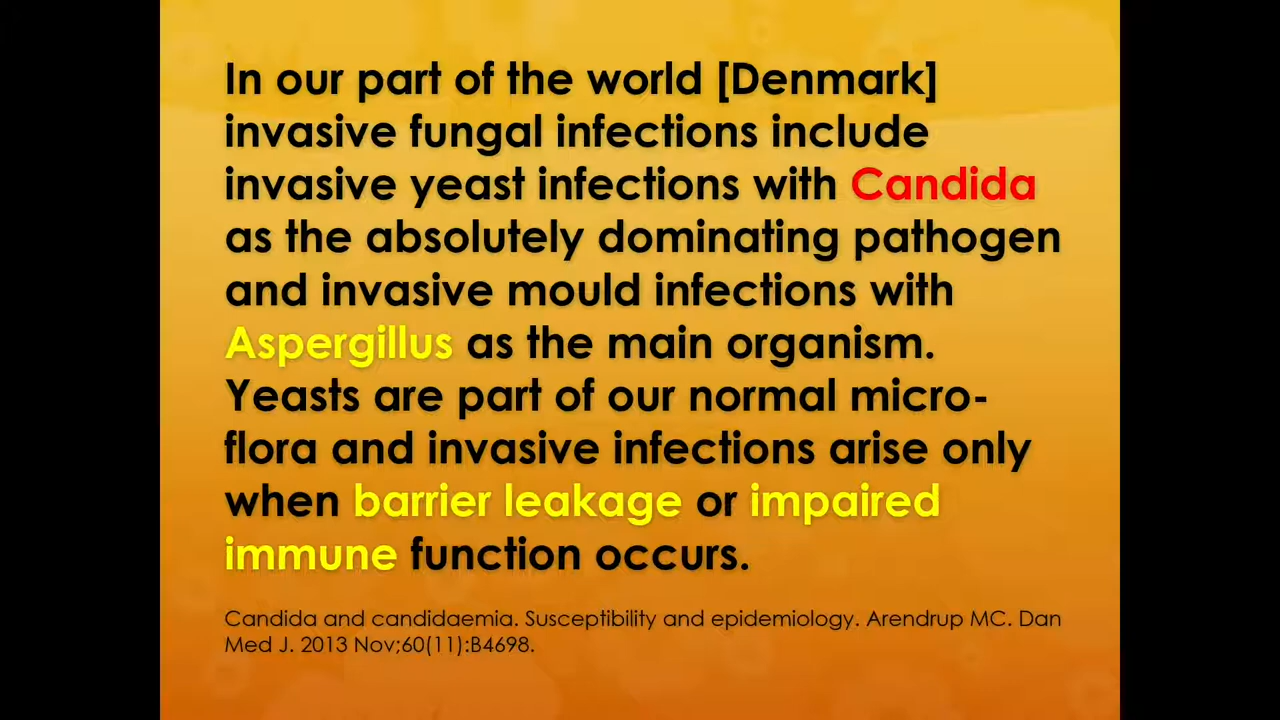 In our part of the world [Denmark]
invasive fungal infections include
invasive yeast infections with Candida
as the absolutely dominating pathogen
and invasive mould infections with
Aspergillus as the main organism.
Yeasts are part of our normal micro-
flora and invasive infections arise only
when barrier leakage or impaired
immune function occurs.
Candida and candidaemia. Susceptibility and epidemiology. Arendrup MC. Dan
Med J. 2013 Nov;60(11):B4698.